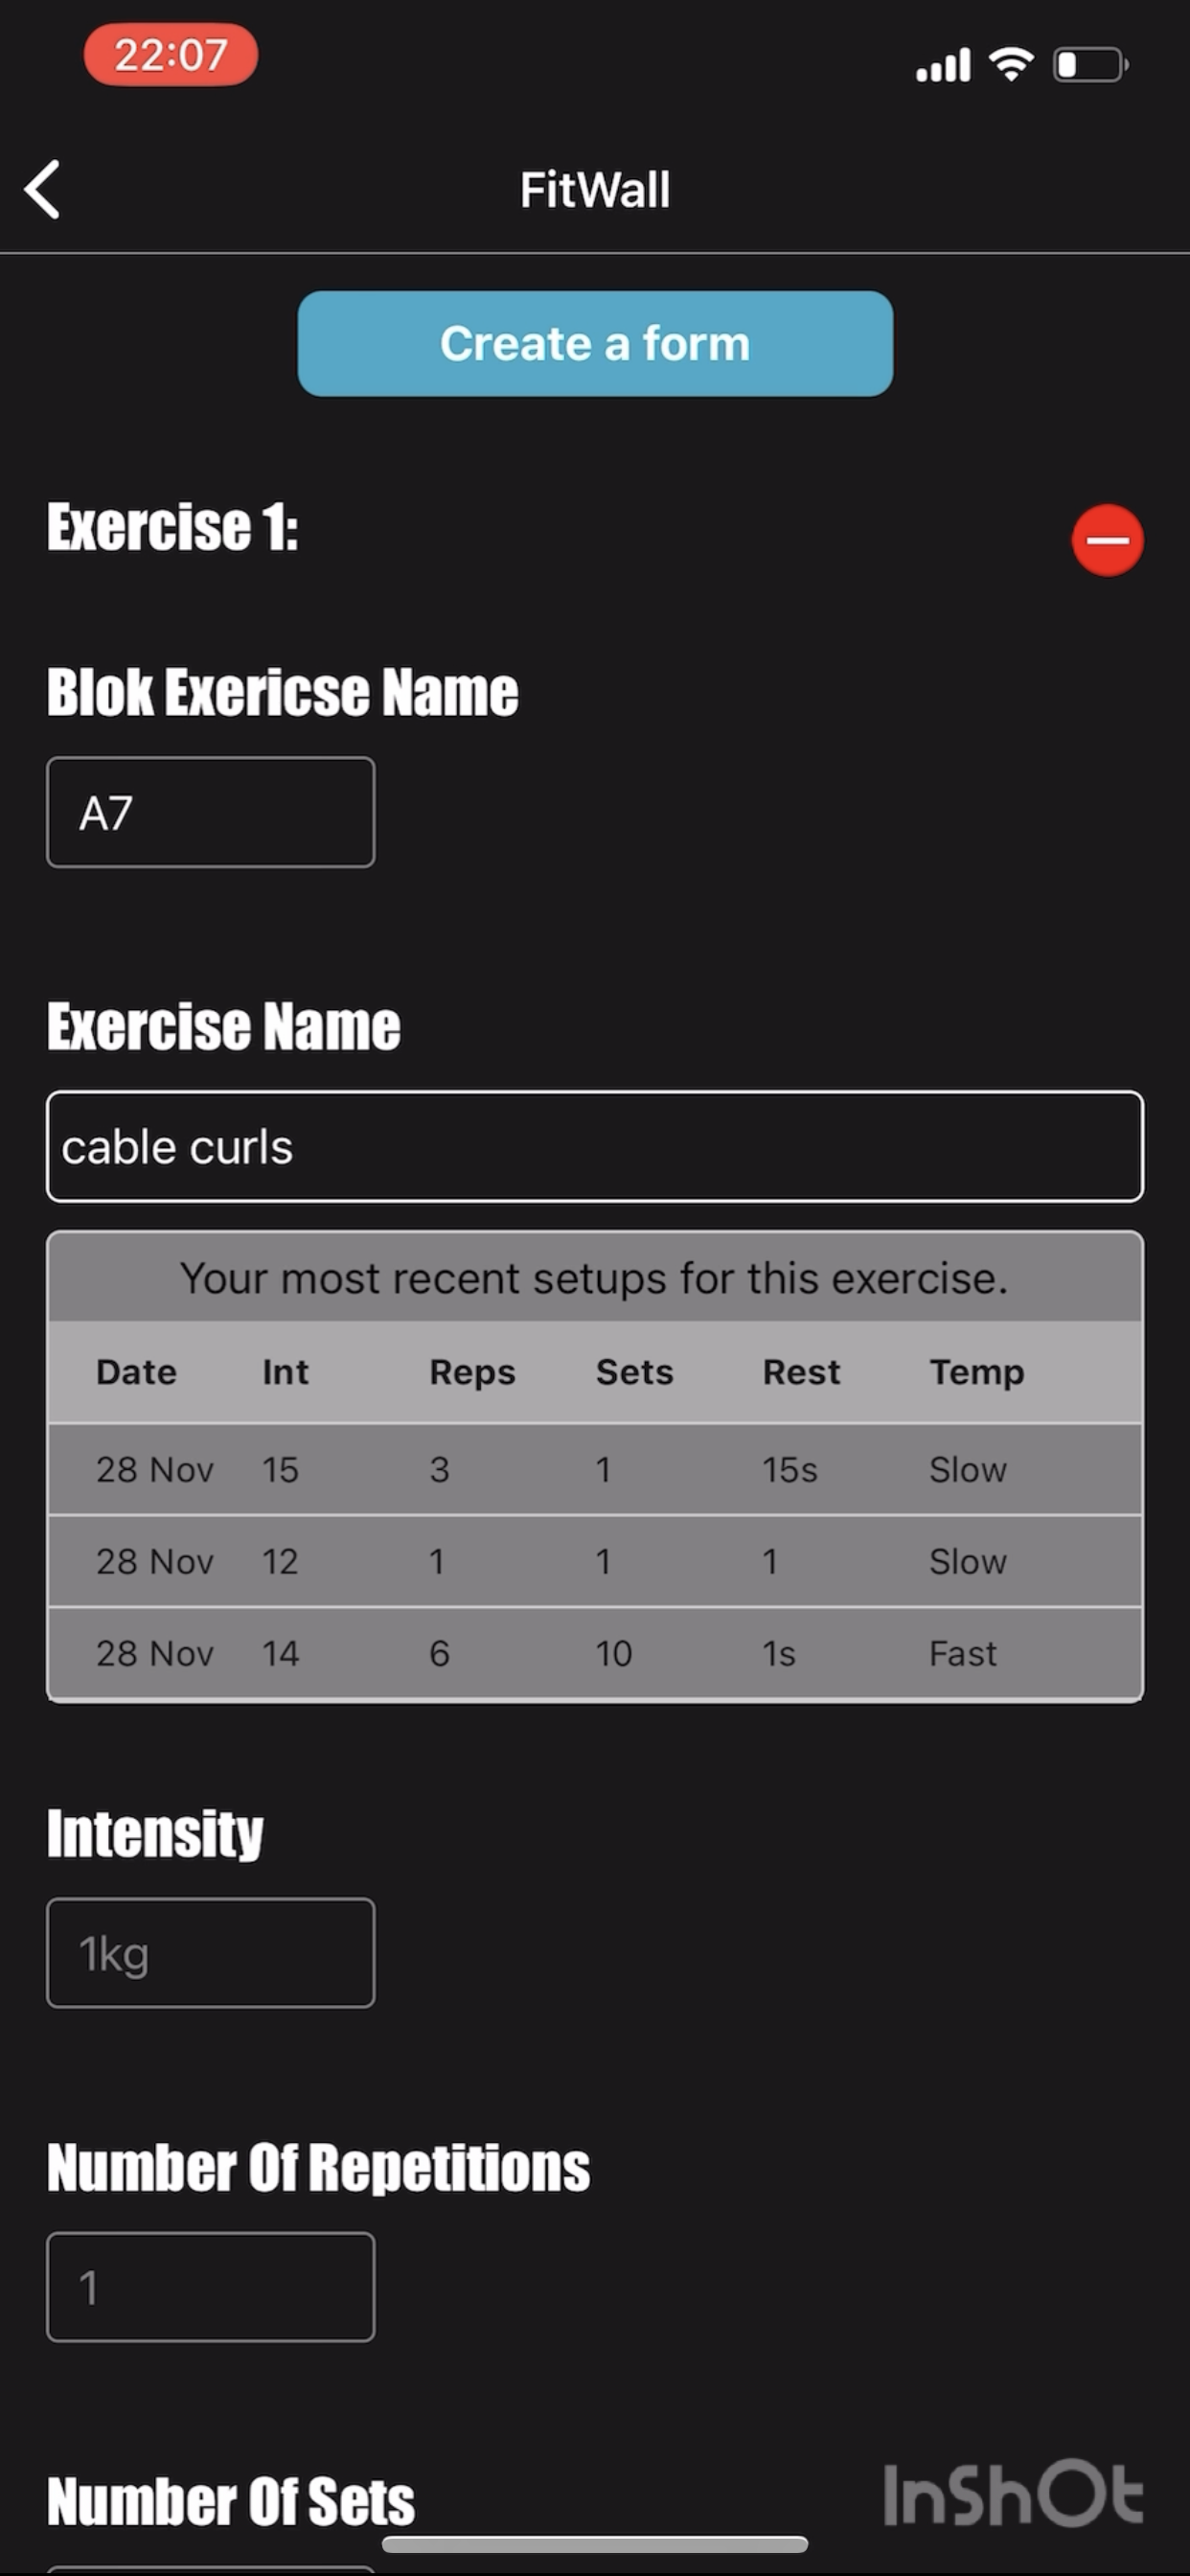 22:07
FitWall
Create a form
Exercise 1:
Blok Exericse Name
A7
Exercise Name
cable curls
Your most recent setups for this exercise.
Date Int Reps Sets Rest Temp
28 Nov 15 3 1 15s Slow
28 Nov 12 1 1 1 Slow
28 Nov 14 6 10 1s Fast
Intensity
1kg
Number Of Repetitions
1
Number Of Sets
InShOt